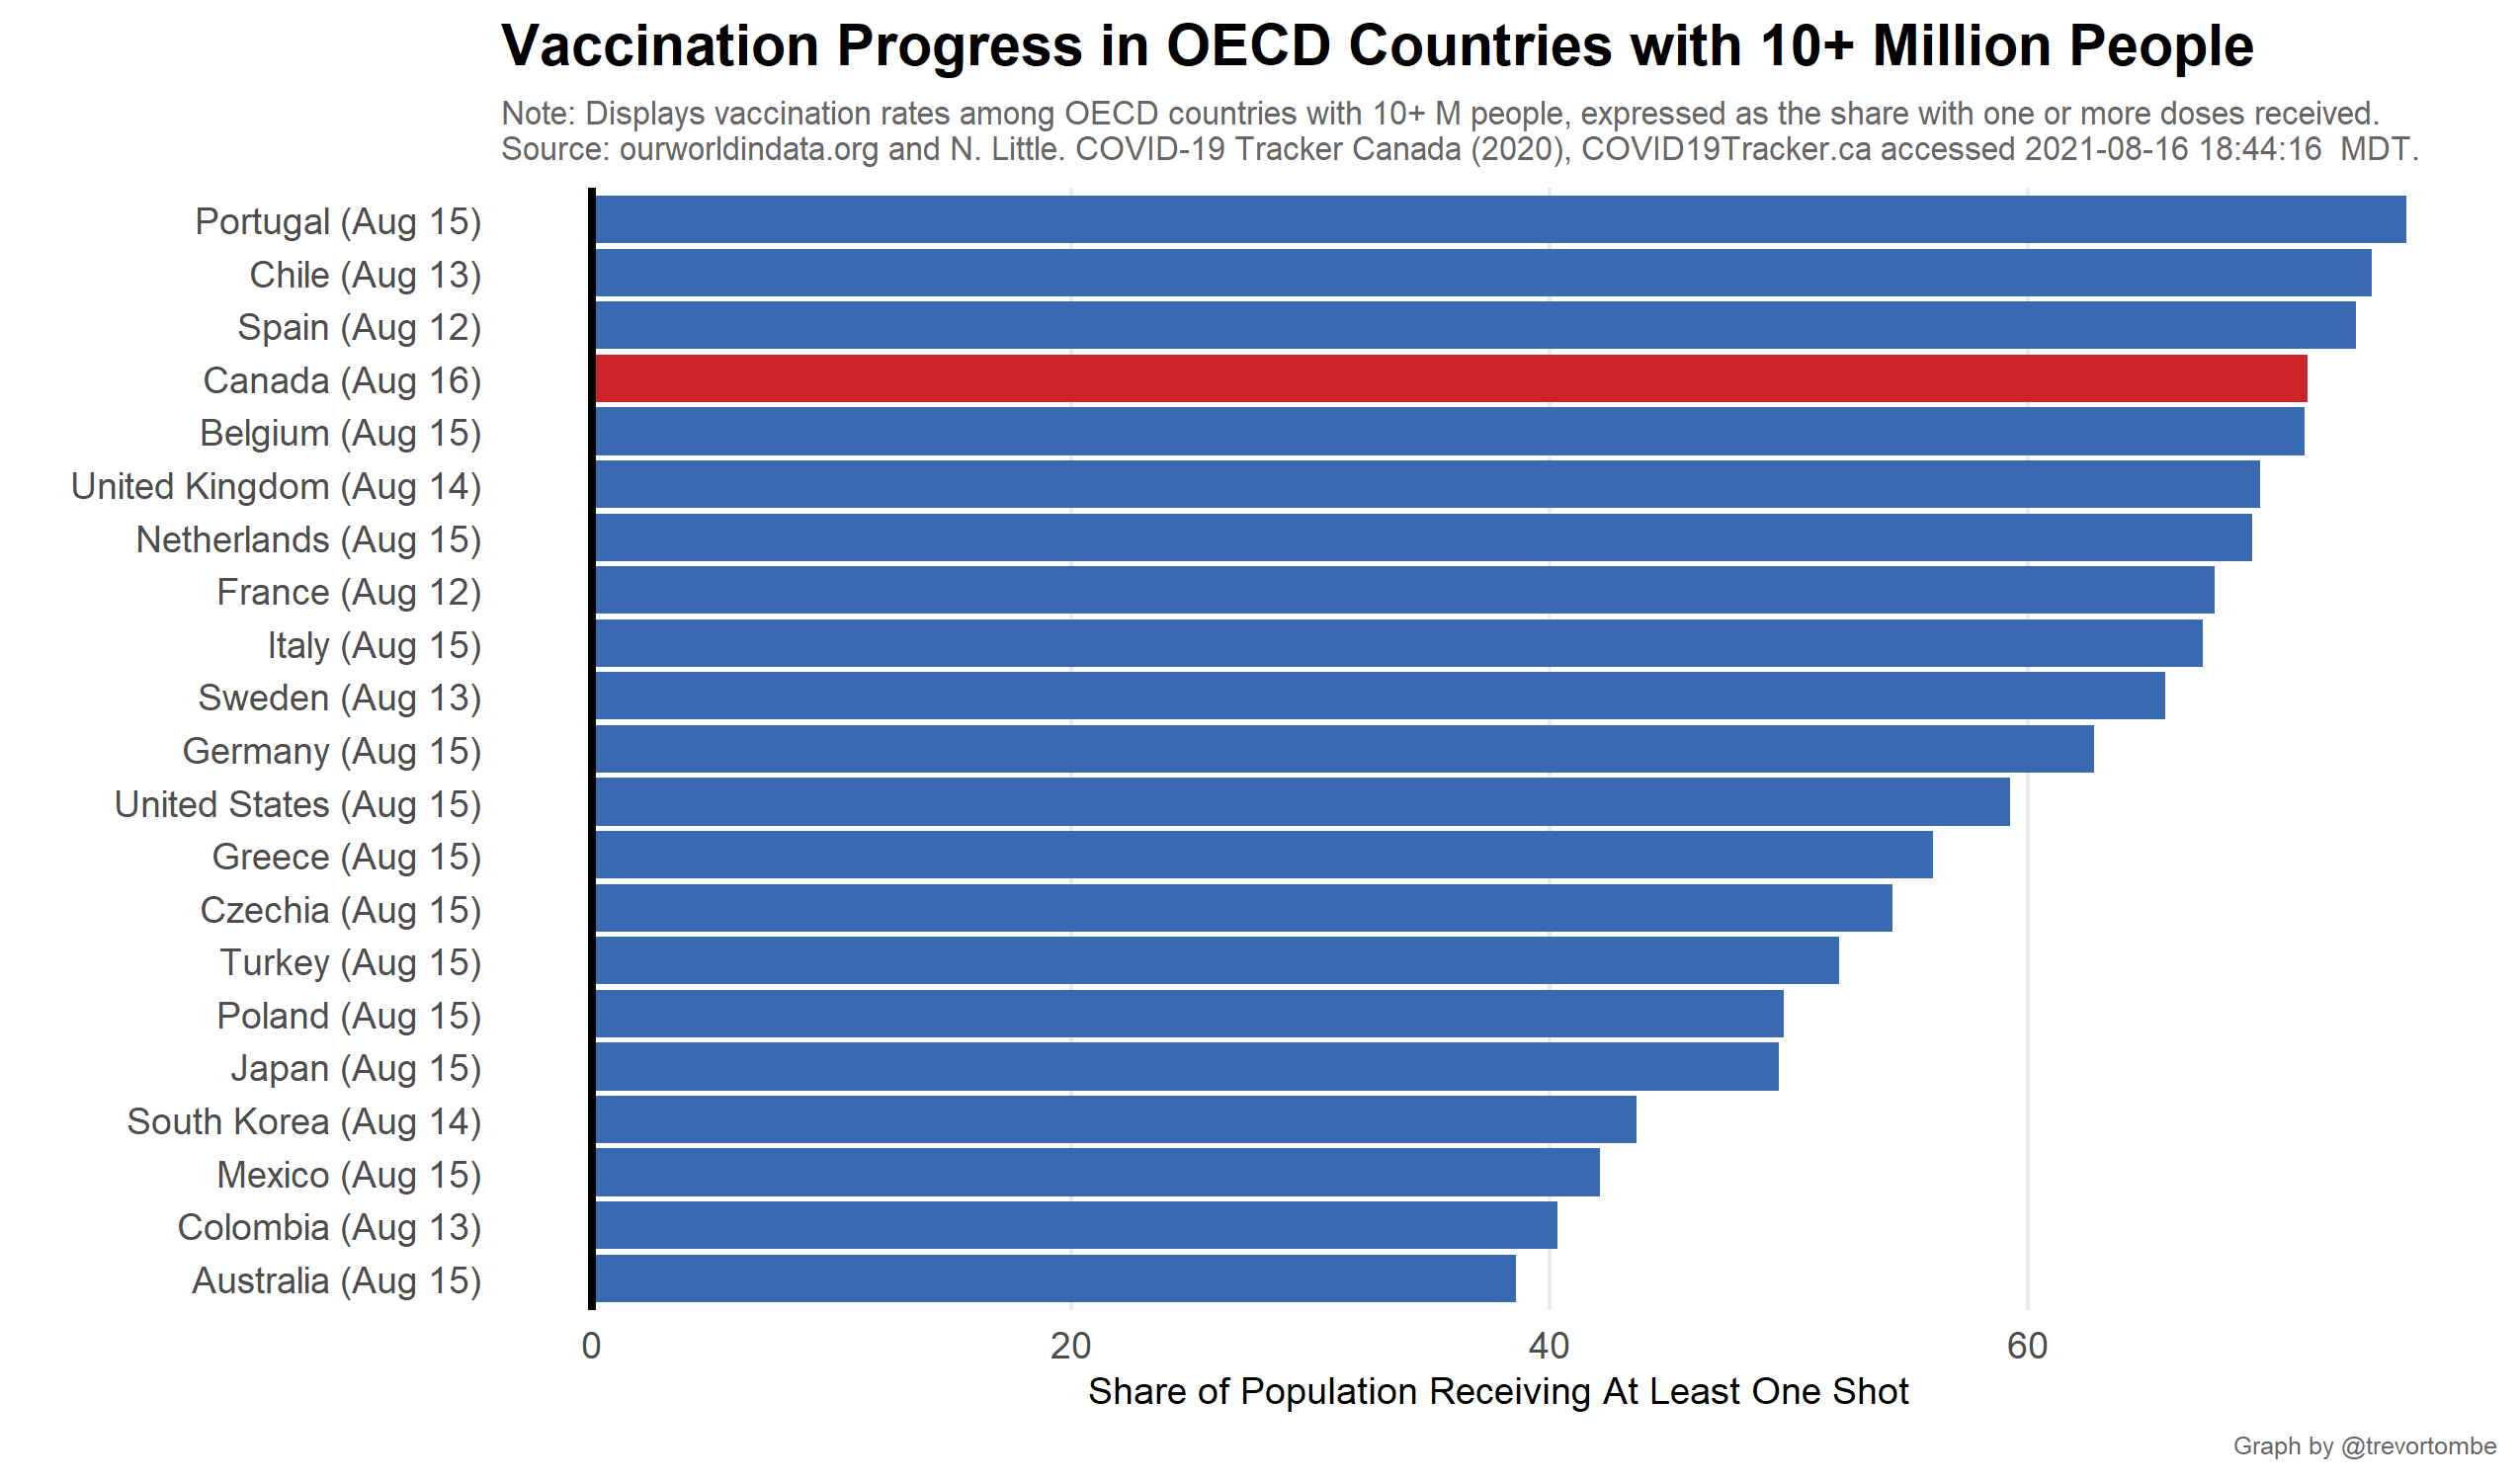 Vaccination Progress in OECD Countries with 10+ Million People
Note: Displays vaccination rates among OECD countries with 10+ M people, expressed as the share with one or more doses received.
Source: ourworldindata.org and N. Little. COVID-19 Tracker Canada (2020), COVID19Tracker.ca accessed 2021-08-16 18:44:16 MDT.
Portugal (Aug 15)
Chile (Aug 13)
Spain (Aug 12)
Canada (Aug 16)
Belgium (Aug 15)
United Kingdom (Aug 14)
Netherlands (Aug 15)
France (Aug 12)
Italy (Aug 15)
Sweden (Aug 13)
Germany (Aug 15)
United States (Aug 15)
Greece (Aug 15)
Czechia (Aug 15)
Turkey (Aug 15)
Poland (Aug 15)
Japan (Aug 15)
South Korea (Aug 14)
Mexico (Aug 15)
Colombia (Aug 13)
Australia (Aug 15)
0 20 40 60
Share of Population Receiving At Least One Shot
Graph by @trevortombe